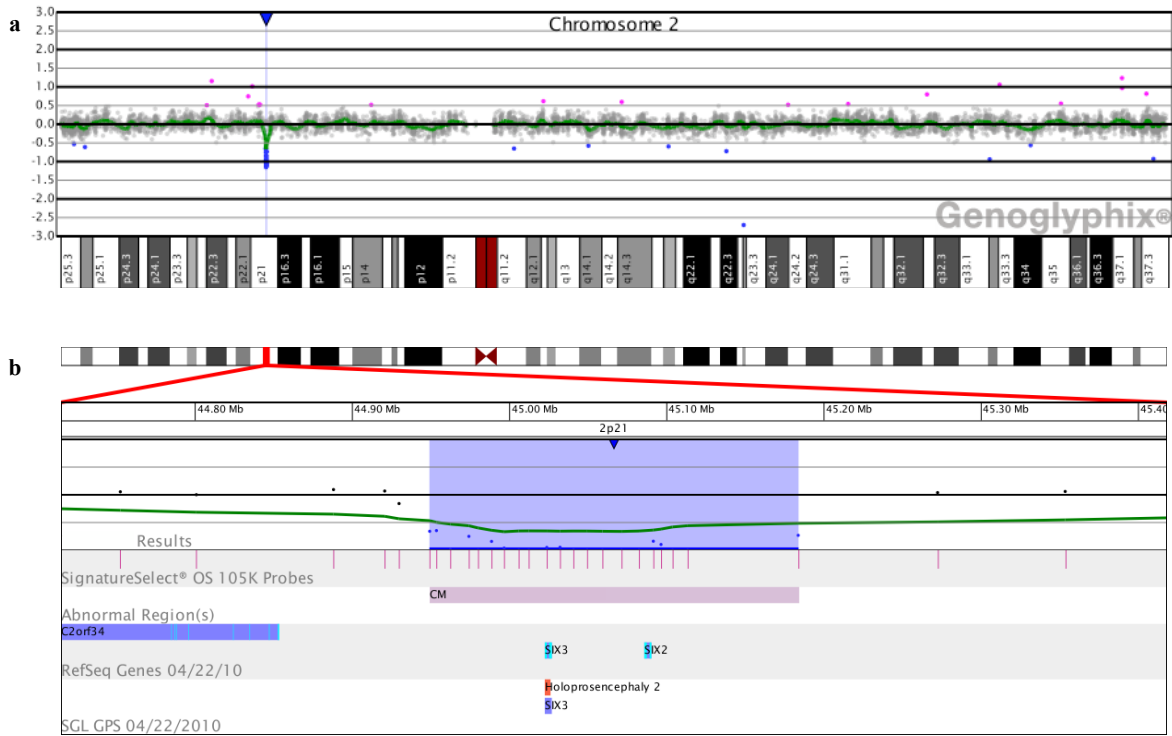 a
Chromosome 2
3.0
2.5
2.0
1.5
1.0
0.5
0.0
-0.5
-1.0
-1.5
-2.0
-2.5
-3.0
Genoglyphix®
p25.3 p25.1 p24.3 p24.1 p23.3 p22.3 p22.1 p21 p16.3 p16.1 p15 p14 p12 p11.2 q11.2 q12.1 q13 q14.1 q14.2 q14.3 q22.1 q22.3 q23.3 q24.1 q24.2 q24.3 q31.1 q32.1 q32.3 q33.1 q33.3 q34 q35 q36.1 q36.3 q37.1 q37.3
b
44.80 Mb 44.90 Mb 45.00 Mb 45.10 Mb 45.20 Mb 45.30 Mb 45.40
2p21
Results
SignatureSelect® OS 105K Probes
CM
Abnormal Region(s)
C2orf34
SIX3 SIX2
RefSeq Genes 04/22/10
Holoprosencephaly 2
SIX3
SGL GPS 04/22/2010